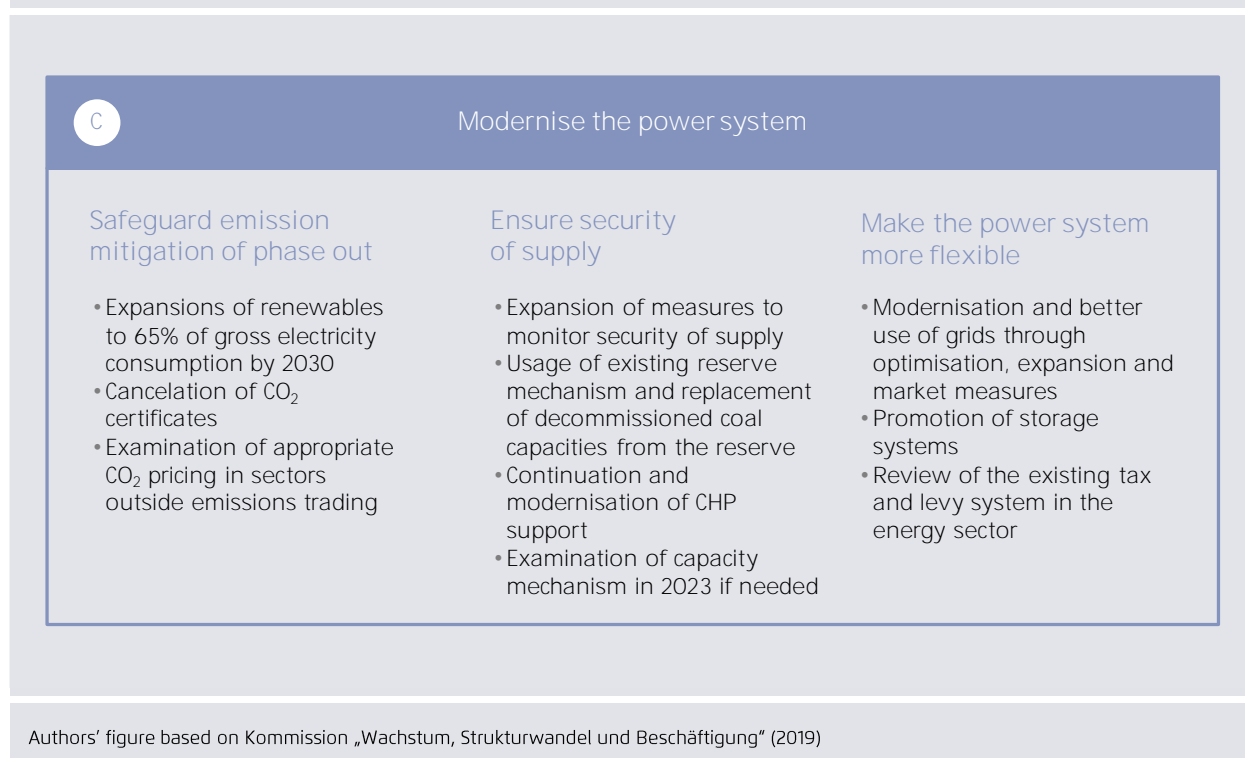 C
Modernise the power system
Safeguard emission
mitigation of phase out
• Expansions of renewables
to 65% of gross electricity
consumption by 2030
• Cancelation of CO₂
certificates
• Examination of appropriate
CO₂ pricing in sectors
outside emissions trading
Ensure security
of supply
• Expansion of measures to
monitor security of supply
• Usage of existing reserve
mechanism and replacement
of decommissioned coal
capacities from the reserve
• Continuation and
modernisation of CHP
support
• Examination of capacity
mechanism in 2023 if needed
Make the power system
more flexible
• Modernisation and better
use of grids through
optimisation, expansion and
market measures
• Promotion of storage
systems
• Review of the existing tax
and levy system in the
energy sector
Authors’ figure based on Kommission „Wachstum, Strukturwandel und Beschäftigung“ (2019)